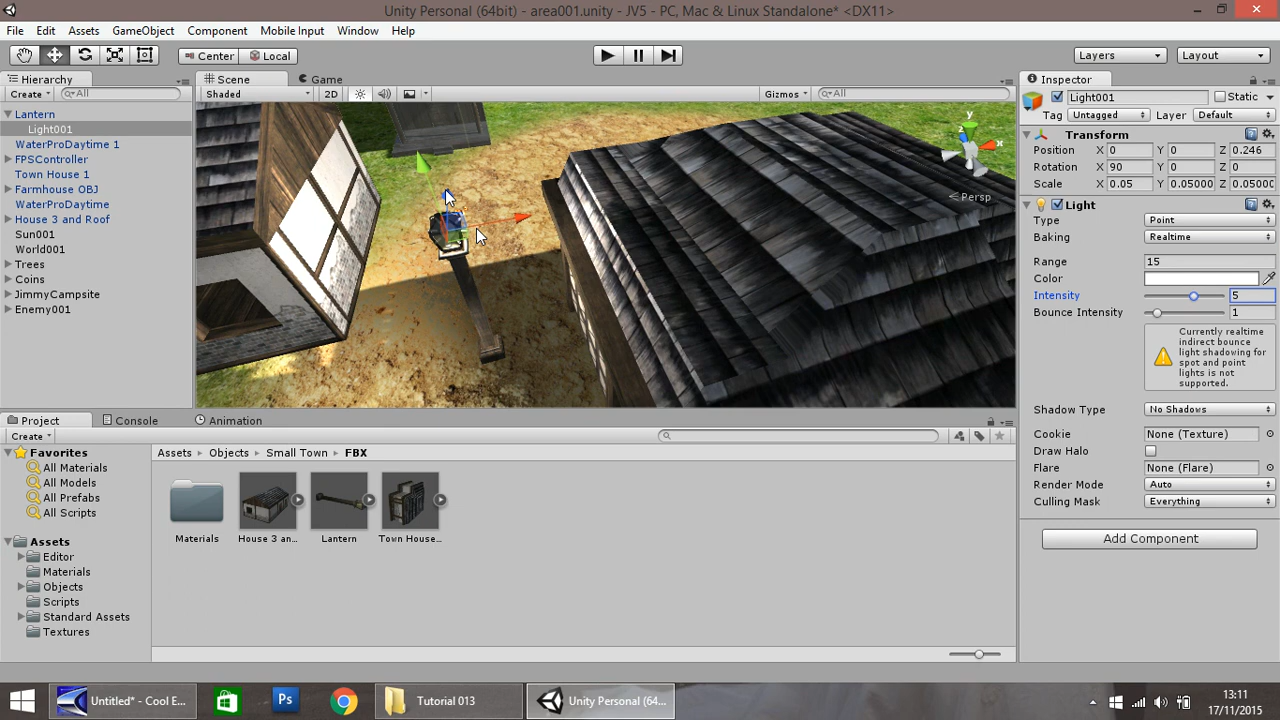 Unity Personal (64bit) - area001.unity - JV5 - PC, Mac & Linux Standalone* <DX11>
File Edit Assets GameObject Component Mobile Input Window Help
Center Local Layers Layout
Hierarchy
Create All
Lantern
Light001
WaterProDaytime 1
FPSController
Town House 1
Farmhouse OBJ
WaterProDaytime
House 3 and Roof
Sun001
World001
Trees
Coins
JimmyCampsite
Enemy001
Scene Game
Shaded 2D Gizmos All
y
z
x
Persp
Inspector
Light001 Static
Tag Untagged Layer Default
Transform
Position X 0 Y 0 Z 0.246
Rotation X 90 Y 0 Z 0
Scale X 0.05 Y 0.05000 Z 0.05000
Light
Type Point
Baking Realtime
Range 15
Color
Intensity 5
Bounce Intensity 1
Currently realtime
indirect bounce
light shadowing for
spot and point
lights is not
supported.
Shadow Type No Shadows
Cookie None (Texture)
Draw Halo
Flare None (Flare)
Render Mode Auto
Culling Mask Everything
Add Component
Project Console Animation
Create
Favorites
All Materials
All Models
All Prefabs
All Scripts
Assets
Editor
Materials
Objects
Scripts
Standard Assets
Textures
Assets Objects Small Town FBX
Materials House 3 an... Lantern Town House...
Untitled* - Cool E... Ps Tutorial 013 Unity Personal (64...
13:11
17/11/2015